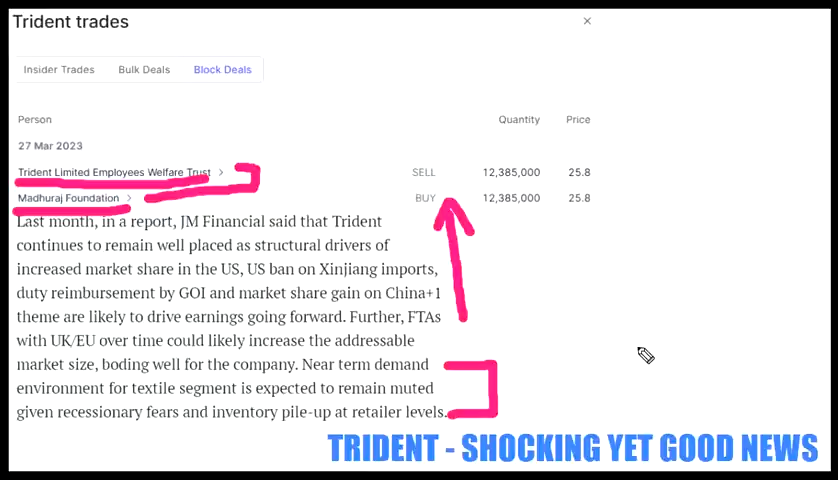 Trident trades ×
Insider Trades Bulk Deals Block Deals
Person Quantity Price
27 Mar 2023
Trident Limited Employees Welfare Trust > SELL 12,385,000 25.8
Madhuraj Foundation > BUY 12,385,000 25.8
Last month, in a report, JM Financial said that Trident
continues to remain well placed as structural drivers of
increased market share in the US, US ban on Xinjiang imports,
duty reimbursement by GOI and market share gain on China+1
theme are likely to drive earnings going forward. Further, FTAs
with UK/EU over time could likely increase the addressable
market size, boding well for the company. Near term demand
environment for textile segment is expected to remain muted
given recessionary fears and inventory pile-up at retailer levels.
TRIDENT - SHOCKING YET GOOD NEWS